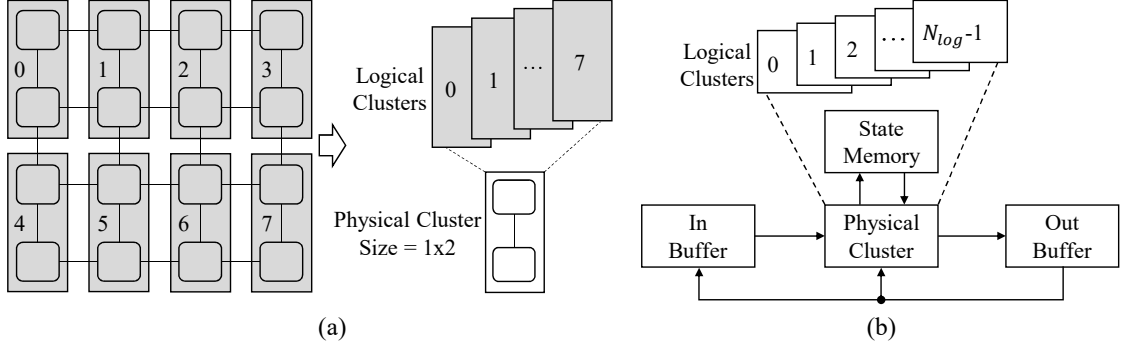 0
1
2
3
4
5
6
7
Logical
Clusters
0
1
...
7
Physical Cluster
Size = 1x2
(a)
Logical
Clusters
0
1
2
...
N_log-1
State
Memory
In
Buffer
Physical
Cluster
Out
Buffer
(b)